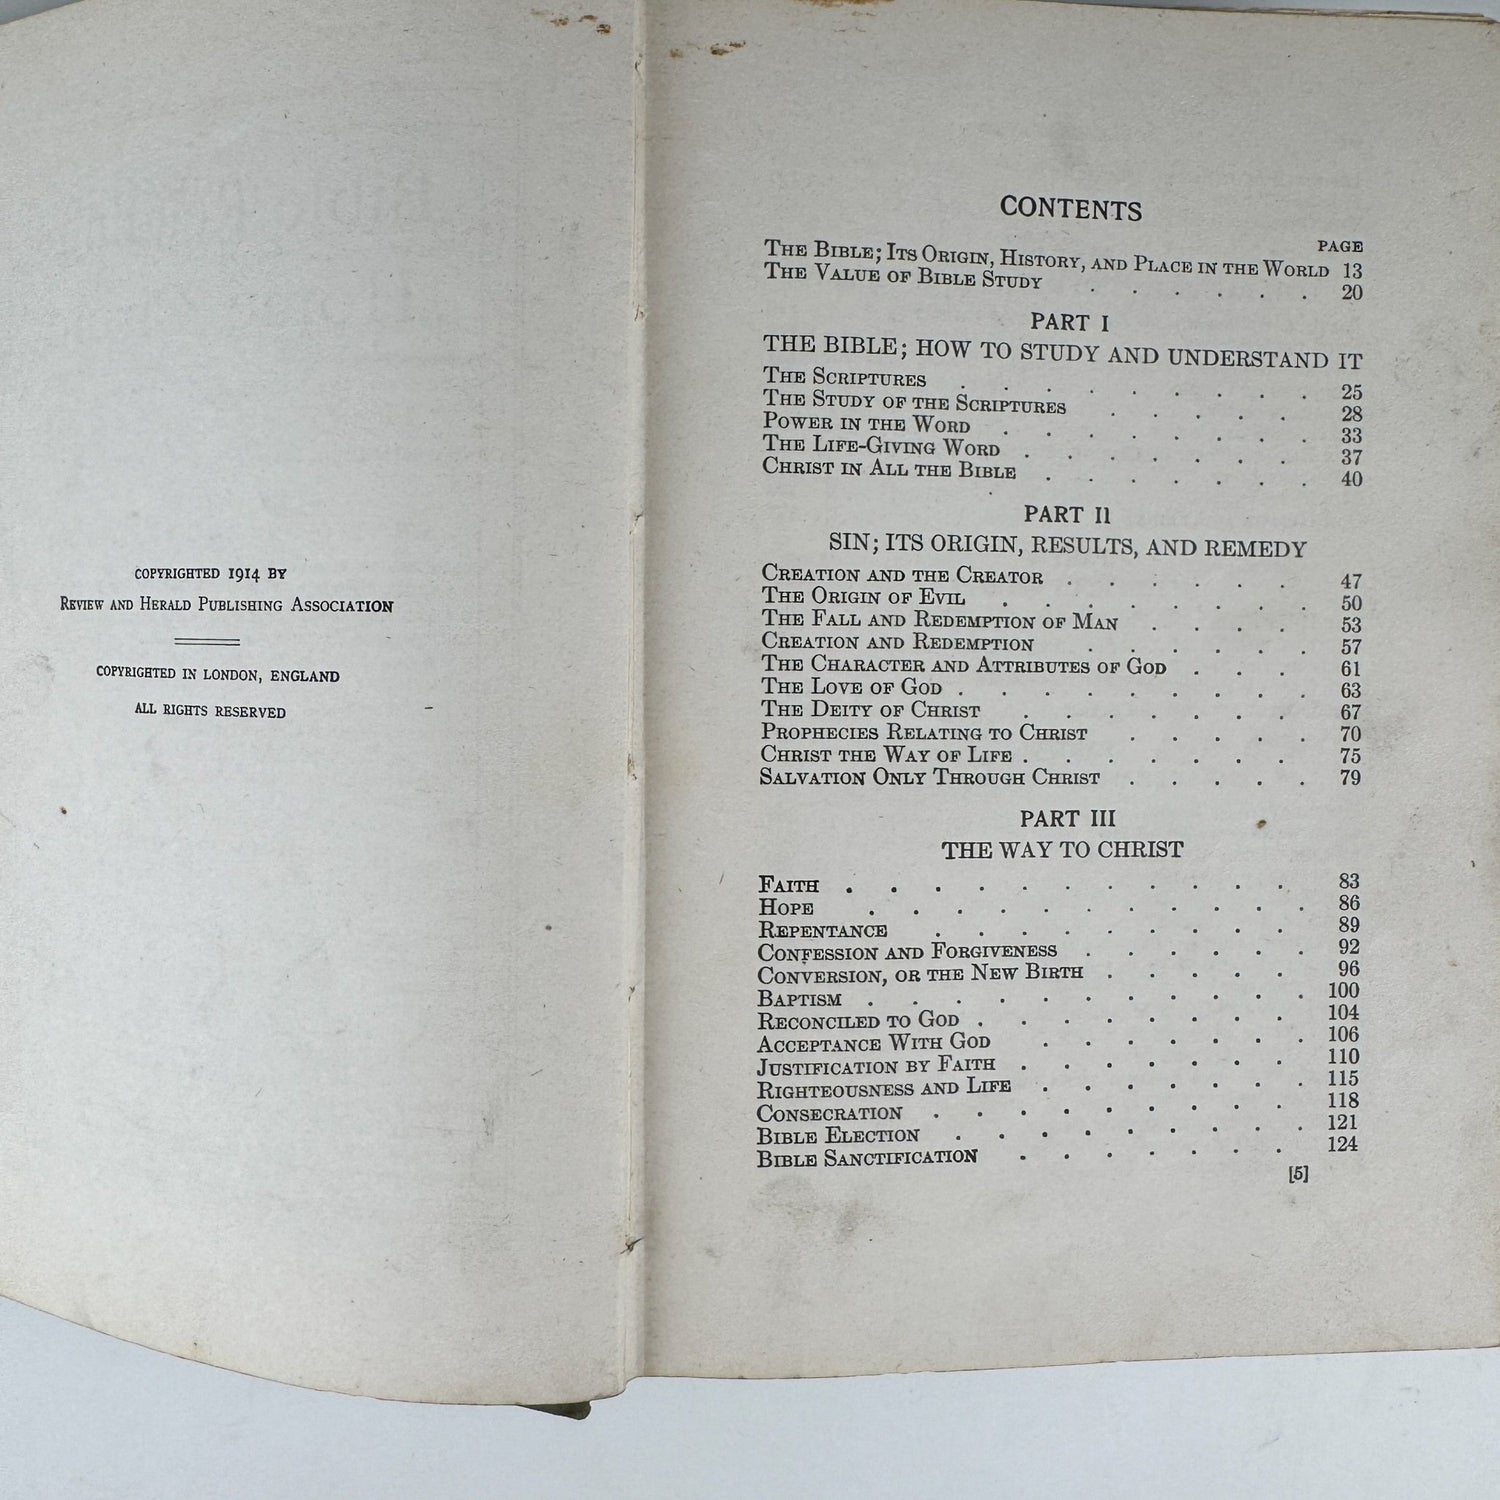 COPYRIGHTED 1914 BY
REVIEW AND HERALD PUBLISHING ASSOCIATION
COPYRIGHTED IN LONDON, ENGLAND
ALL RIGHTS RESERVED
CONTENTS
PAGE
THE BIBLE; ITS ORIGIN, HISTORY, AND PLACE IN THE WORLD 13
THE VALUE OF BIBLE STUDY . . . . . . 20
PART I
THE BIBLE; HOW TO STUDY AND UNDERSTAND IT
THE SCRIPTURES . . . . . . . . . 25
THE STUDY OF THE SCRIPTURES . . . . . 28
POWER IN THE WORD . . . . . . . . 33
THE LIFE-GIVING WORD . . . . . . . 37
CHRIST IN ALL THE BIBLE . . . . . . . 40
PART II
SIN; ITS ORIGIN, RESULTS, AND REMEDY
CREATION AND THE CREATOR . . . . . . 47
THE ORIGIN OF EVIL . . . . . . . . 50
THE FALL AND REDEMPTION OF MAN . . . . 53
CREATION AND REDEMPTION . . . . . . 57
THE CHARACTER AND ATTRIBUTES OF GOD . . . 61
THE LOVE OF GOD . . . . . . . . . 63
THE DEITY OF CHRIST . . . . . . . 67
PROPHECIES RELATING TO CHRIST . . . . . 70
CHRIST THE WAY OF LIFE . . . . . . . 75
SALVATION ONLY THROUGH CHRIST . . . . . 79
PART III
THE WAY TO CHRIST
FAITH . . . . . . . . . . . 83
HOPE . . . . . . . . . . . 86
REPENTANCE . . . . . . . . . 89
CONFESSION AND FORGIVENESS . . . . . . 92
CONVERSION, OR THE NEW BIRTH . . . . . 96
BAPTISM . . . . . . . . . . . 100
RECONCILED TO GOD . . . . . . . . 104
ACCEPTANCE WITH GOD . . . . . . . 106
JUSTIFICATION BY FAITH . . . . . . . 110
RIGHTEOUSNESS AND LIFE . . . . . . . 115
CONSECRATION . . . . . . . . . 118
BIBLE ELECTION . . . . . . . . . 121
BIBLE SANCTIFICATION . . . . . . . 124
[5]